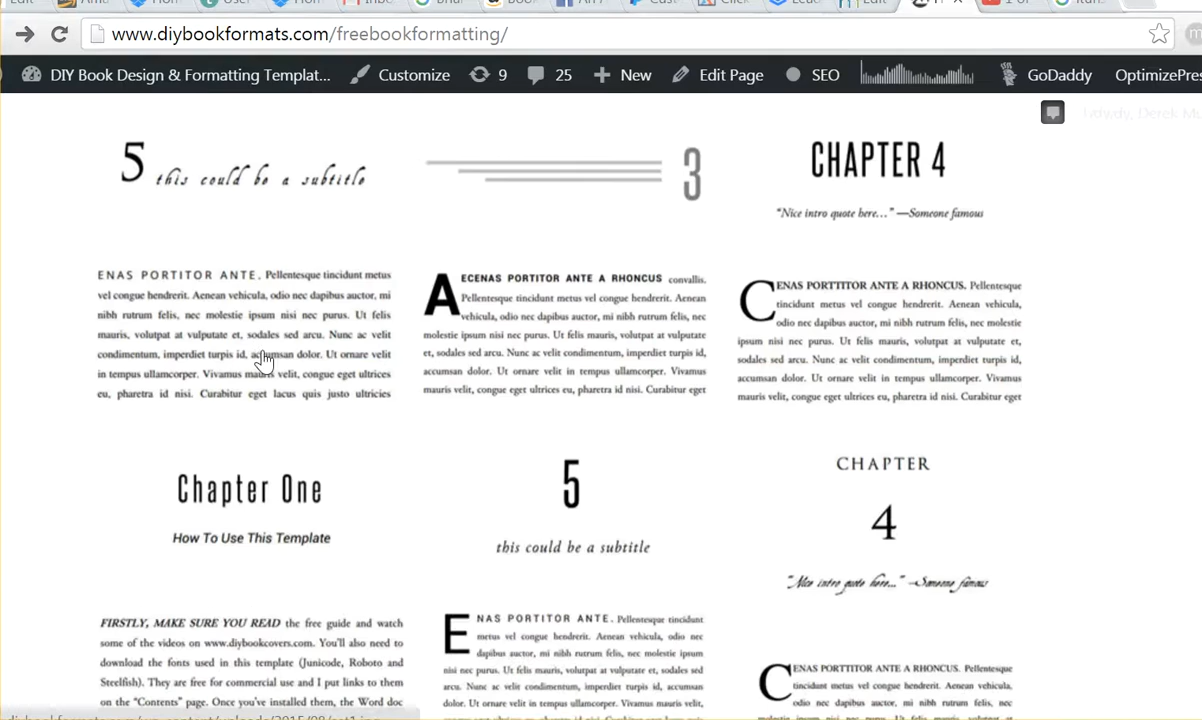 www.diybookformats.com/freebookformatting/
DIY Book Design & Formatting Templat... Customize 9 25 New Edit Page SEO GoDaddy OptimizePres
5 this could be a subtitle
ENAS PORTITOR ANTE. Pellentesque tincidunt metus
vel congue hendrerit. Aenean vehicula, odio nec dapibus auctor, mi
nibh rutrum felis, nec molestie ipsum nisi nec purus. Ut felis
mauris, volutpat at vulputate et, sodales sed arcu. Nunc ac velit
condimentum, imperdiet turpis id, accumsan dolor. Ut ornare velit
in tempus ullamcorper. Vivamus mauris velit, congue eget ultrices
eu, pharetra id nisi. Curabitur eget lacus quis justo ultricies
3
AECENAS PORTITOR ANTE A RHONCUS convallis.
Pellentesque tincidunt metus vel congue hendrerit. Aenean
vehicula, odio nec dapibus auctor, mi nibh rutrum felis, nec
molestie ipsum nisi nec purus. Ut felis mauris, volutpat at vulputate
et, sodales sed arcu. Nunc ac velit condimentum, imperdiet turpis id,
accumsan dolor. Ut ornare velit in tempus ullamcorper. Vivamus
mauris velit, congue eget ultrices eu, pharetra id nisi. Curabitur eget
CHAPTER 4
"Nice intro quote here..." —Someone famous
CENAS PORTTITOR ANTE A RHONCUS. Pellentesque
tincidunt metus vel congue hendrerit. Aenean vehicula,
odio nec dapibus auctor, mi nibh rutrum felis, nec molestie
ipsum nisi nec purus. Ut felis mauris, volutpat at vulputate et,
sodales sed arcu. Nunc ac velit condimentum, imperdiet turpis id,
accumsan dolor. Ut ornare velit in tempus ullamcorper. Vivamus
mauris velit, congue eget ultrices eu, pharetra id nisi. Curabitur eget
Chapter One
How To Use This Template
FIRSTLY, MAKE SURE YOU READ the free guide and watch
some of the videos on www.diybookcovers.com. You'll also need to
download the fonts used in this template (Junicode, Roboto and
Steelfish). They are free for commercial use and I put links to them
on the "Contents" page. Once you've installed them, the Word doc
5
this could be a subtitle
ENAS PORTITOR ANTE. Pellentesque tincidunt
metus vel congue hendrerit. Aenean vehicula, odio nec
dapibus auctor, mi nibh rutrum felis, nec molestie ipsum nisi
nec purus. Ut felis mauris, volutpat at vulputate et, sodales sed
arcu. Nunc ac velit condimentum, imperdiet turpis id, accumsan
dolor. Ut ornare velit in tempus ullamcorper. Vivamus mauris
CHAPTER
4
"Nice intro quote here..." —Someone famous
CENAS PORTTITOR ANTE A RHONCUS. Pellentesque
tincidunt metus vel congue hendrerit. Aenean vehicula,
odio nec dapibus auctor, mi nibh rutrum felis, nec